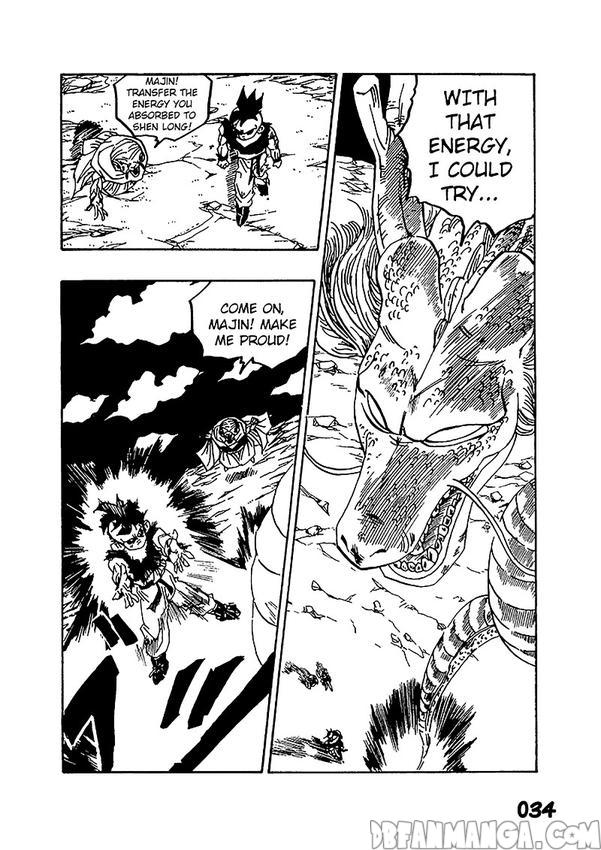 WITH
THAT
ENERGY,
I COULD
TRY...
MAJIN!
TRANSFER THE
ENERGY YOU
ABSORBED TO
SHEN LONG!
COME ON,
MAJIN! MAKE
ME PROUD!
034
DBFANMANGA.COM